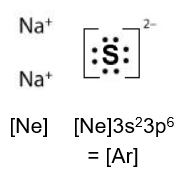 Na⁺
[S]²⁻
Na⁺
[Ne] [Ne]3s²3p⁶
= [Ar]